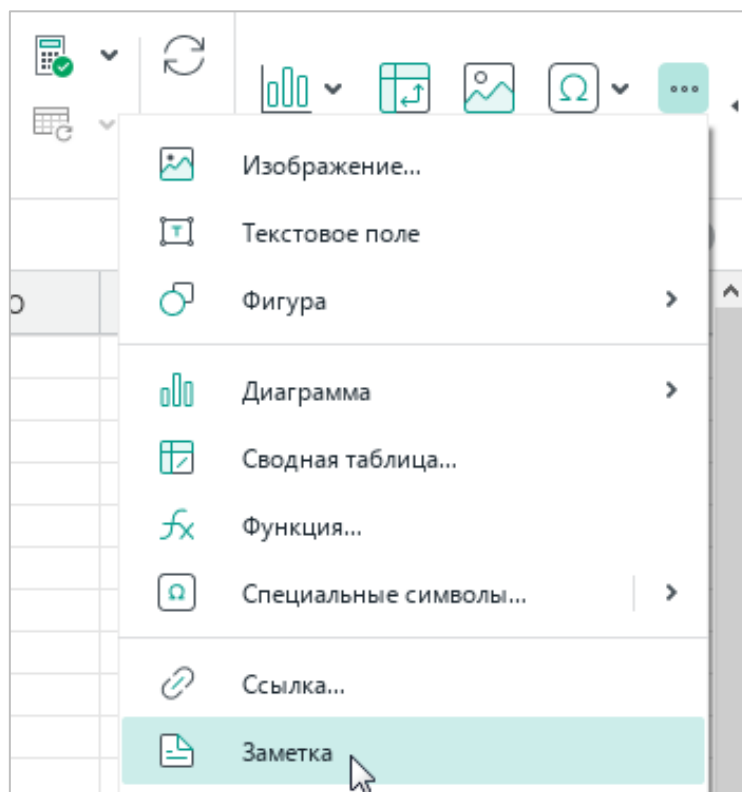 Изображение...
Текстовое поле
Фигура
Диаграмма
Сводная таблица...
Функция...
Специальные символы...
Ссылка...
Заметка